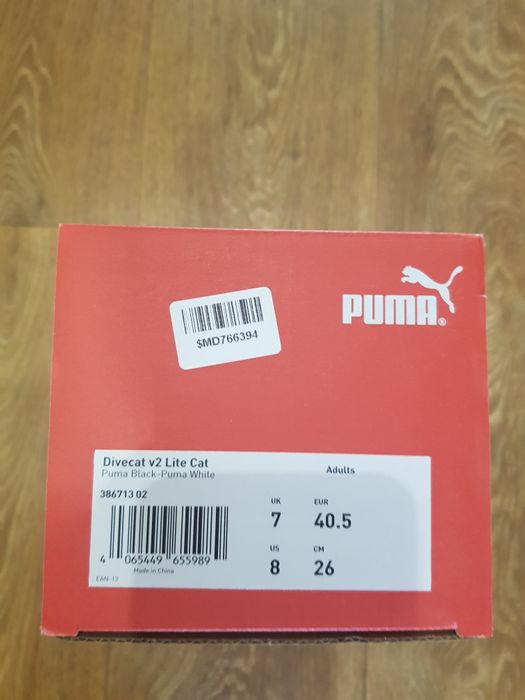 PUMA®
$MD766394
Divecat v2 Lite Cat
Puma Black-Puma White
Adults
386713 02
UK EUR
7 40.5
US CM
8 26
4 065449 655989
Made in China
EAN-13